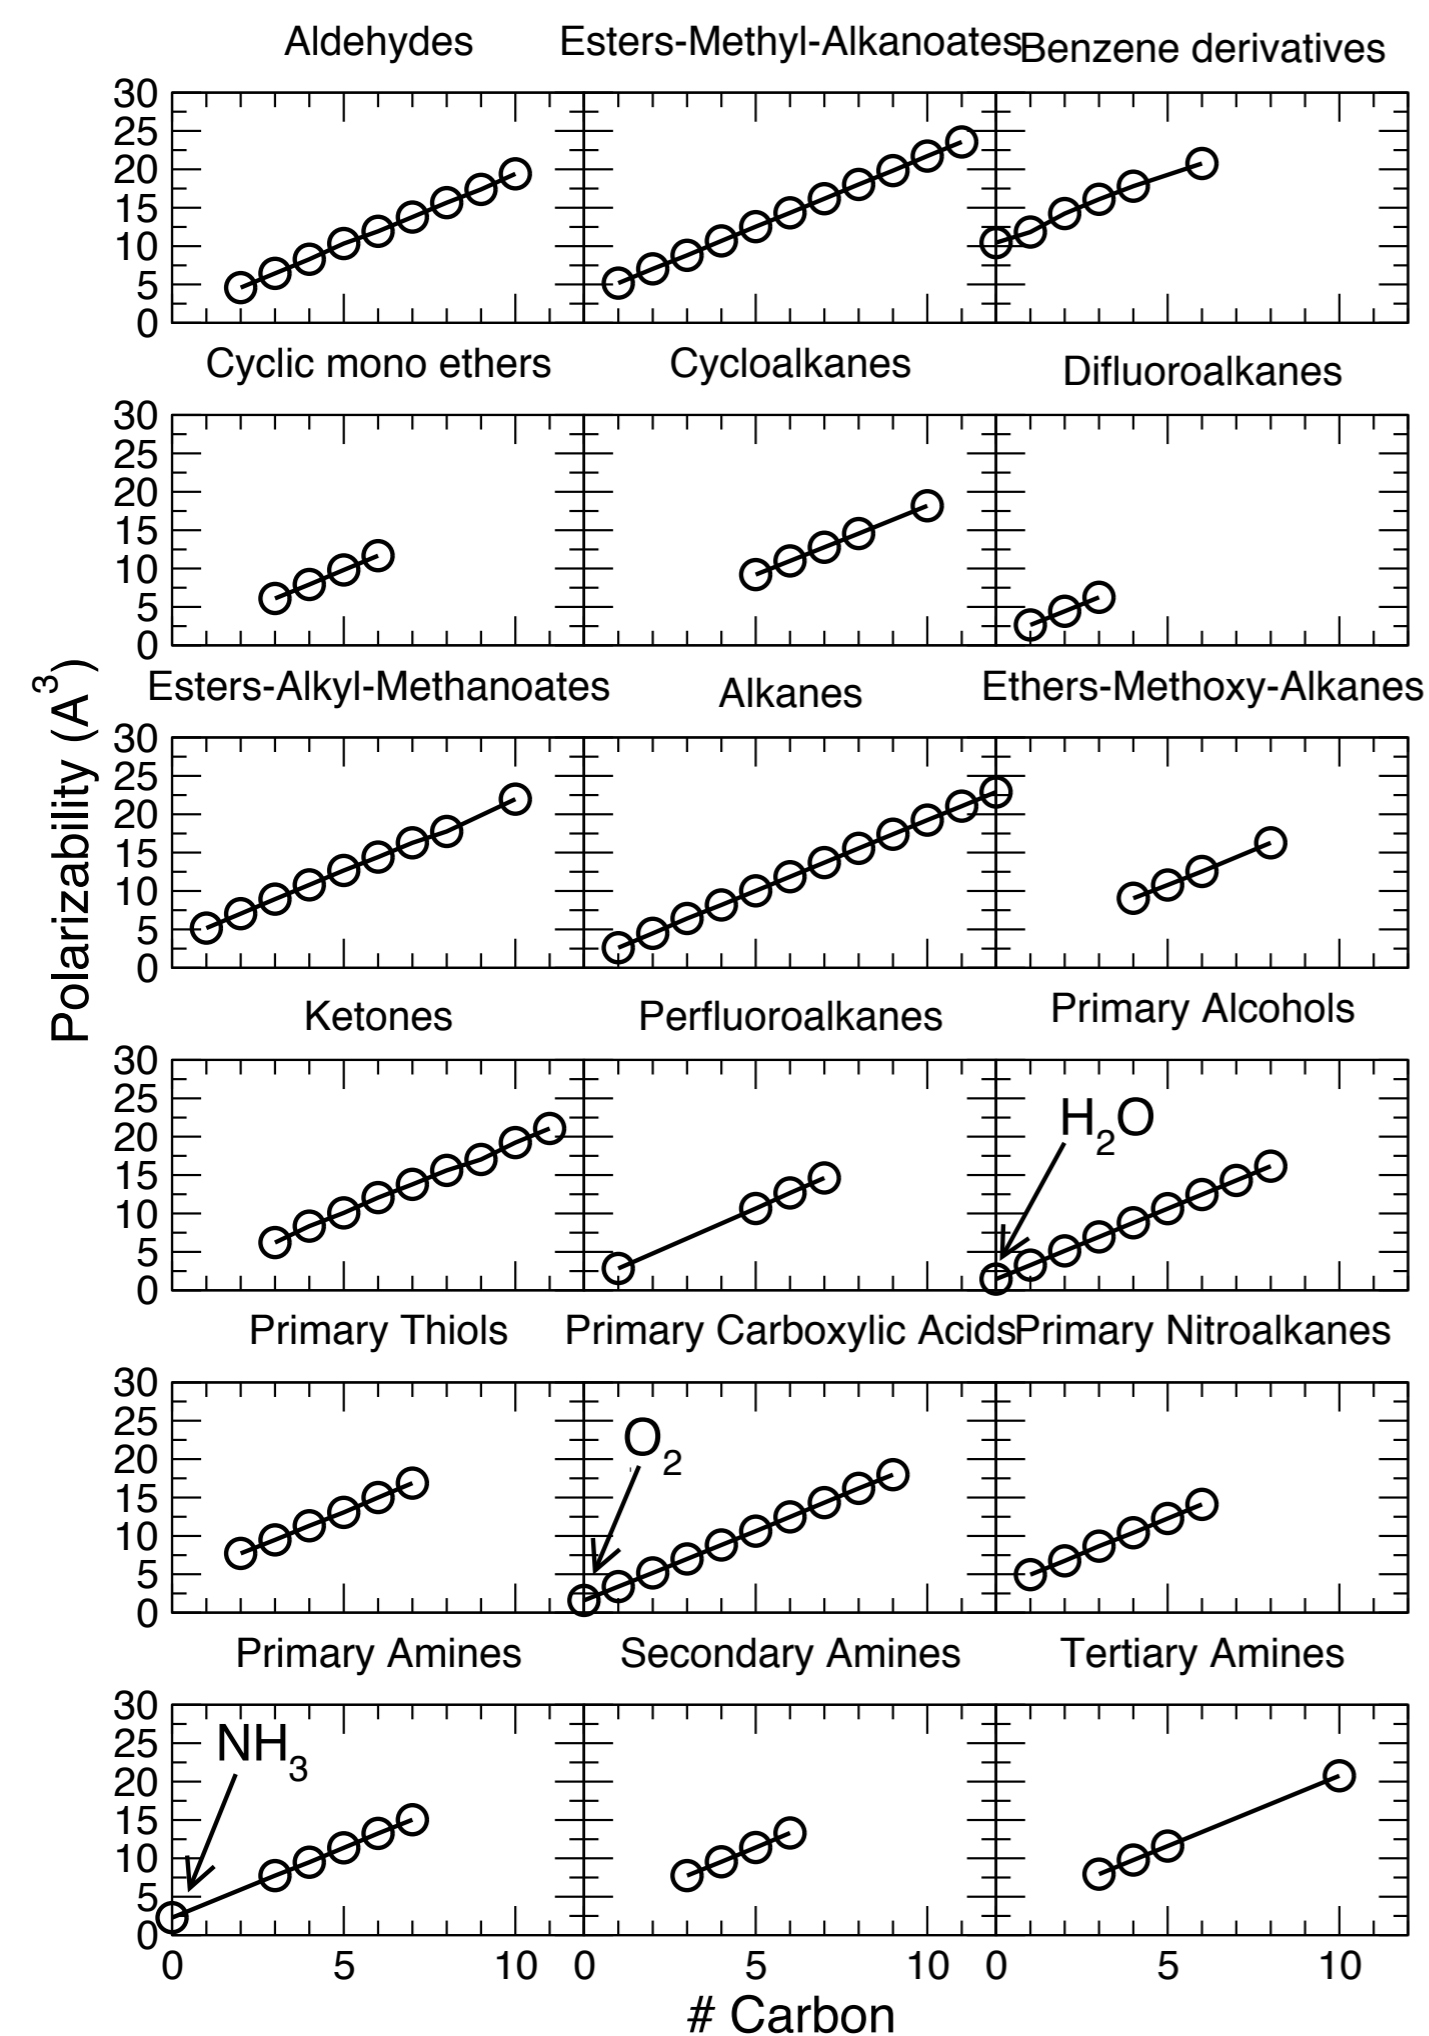 Aldehydes
Esters-Methyl-Alkanoates
Benzene derivatives
30
25
20
15
10
5
0
Cyclic mono ethers
Cycloalkanes
Difluoroalkanes
30
25
20
15
10
5
0
Polarizability (A³)
Esters-Alkyl-Methanoates
Alkanes
Ethers-Methoxy-Alkanes
30
25
20
15
10
5
0
Ketones
Perfluoroalkanes
Primary Alcohols
30
25
20
15
10
5
0
H₂O
Primary Thiols
Primary Carboxylic Acids
Primary Nitroalkanes
30
25
20
15
10
5
0
O₂
Primary Amines
Secondary Amines
Tertiary Amines
30
25
20
15
10
5
0
NH₃
0 5 10 0 5 10 0 5 10
# Carbon